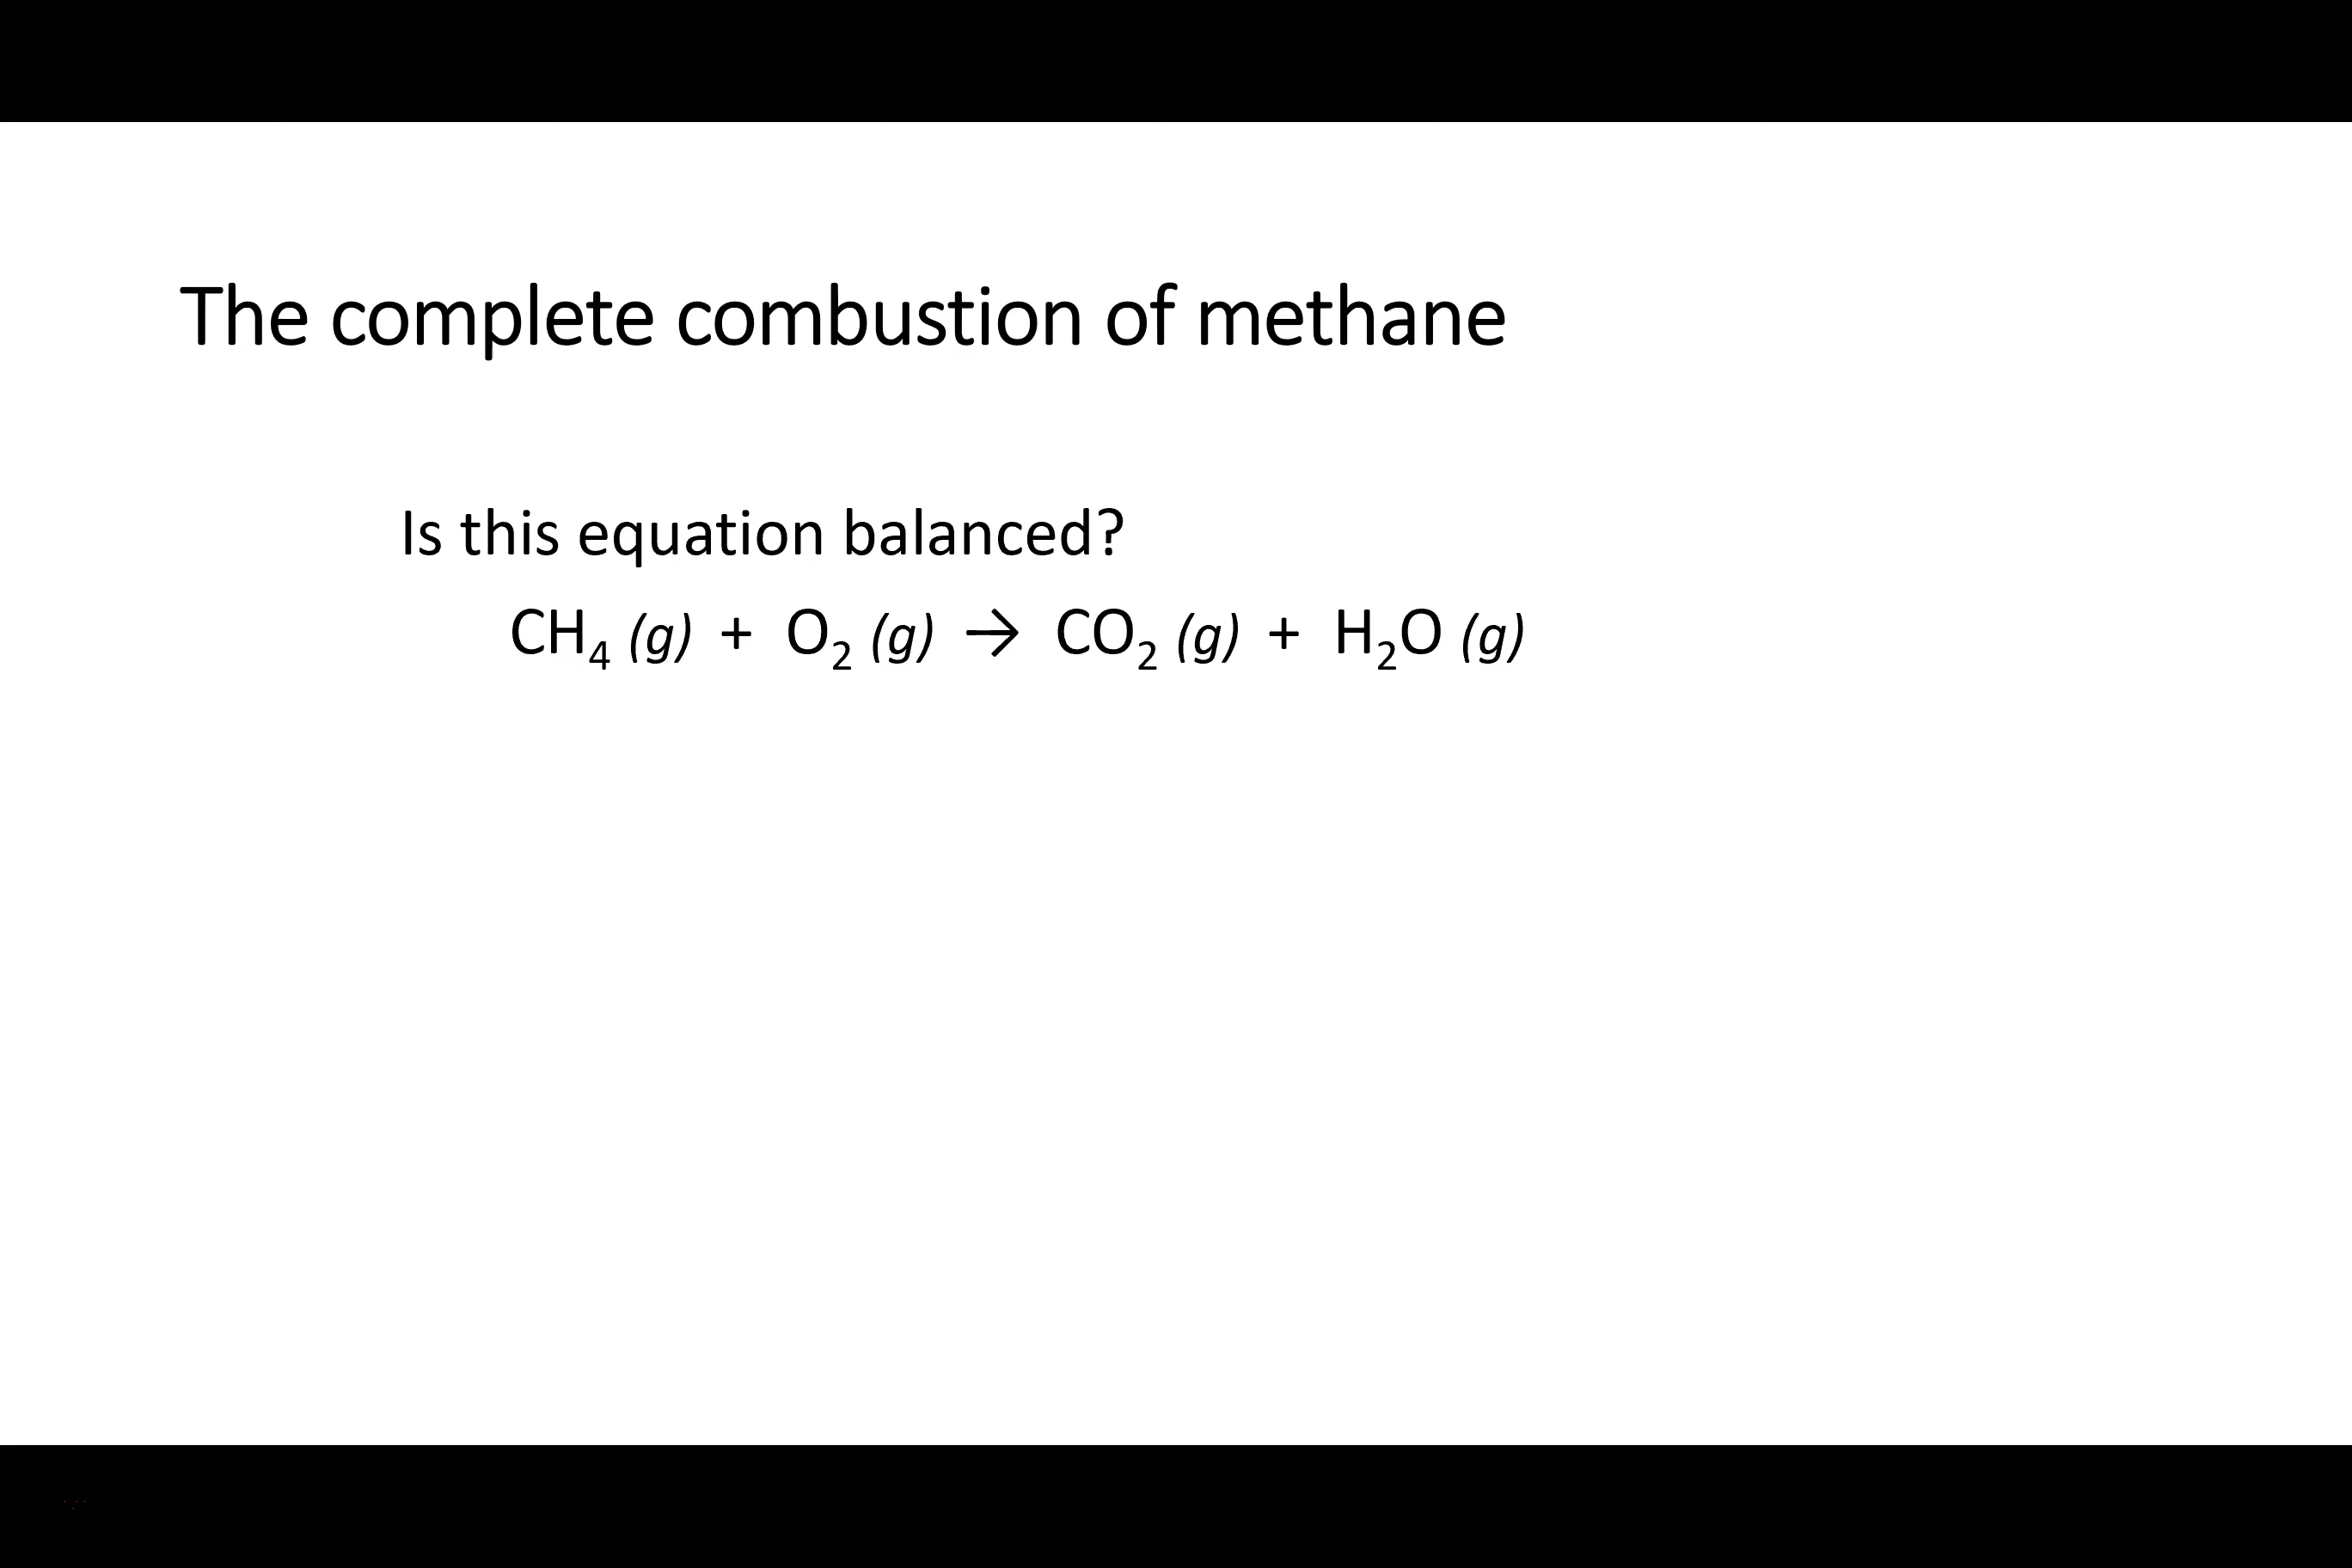 The complete combustion of methane
Is this equation balanced?
CH₄ (g) + O₂ (g) → CO₂ (g) + H₂O (g)